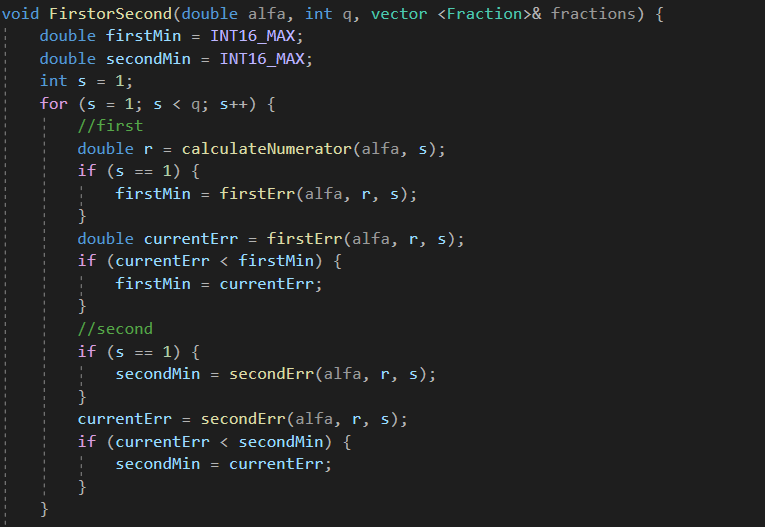 void FirstorSecond(double alfa, int q, vector <Fraction>& fractions) {
    double firstMin = INT16_MAX;
    double secondMin = INT16_MAX;
    int s = 1;
    for (s = 1; s < q; s++) {
        //first
        double r = calculateNumerator(alfa, s);
        if (s == 1) {
            firstMin = firstErr(alfa, r, s);
        }
        double currentErr = firstErr(alfa, r, s);
        if (currentErr < firstMin) {
            firstMin = currentErr;
        }
        //second
        if (s == 1) {
            secondMin = secondErr(alfa, r, s);
        }
        currentErr = secondErr(alfa, r, s);
        if (currentErr < secondMin) {
            secondMin = currentErr;
        }
    }